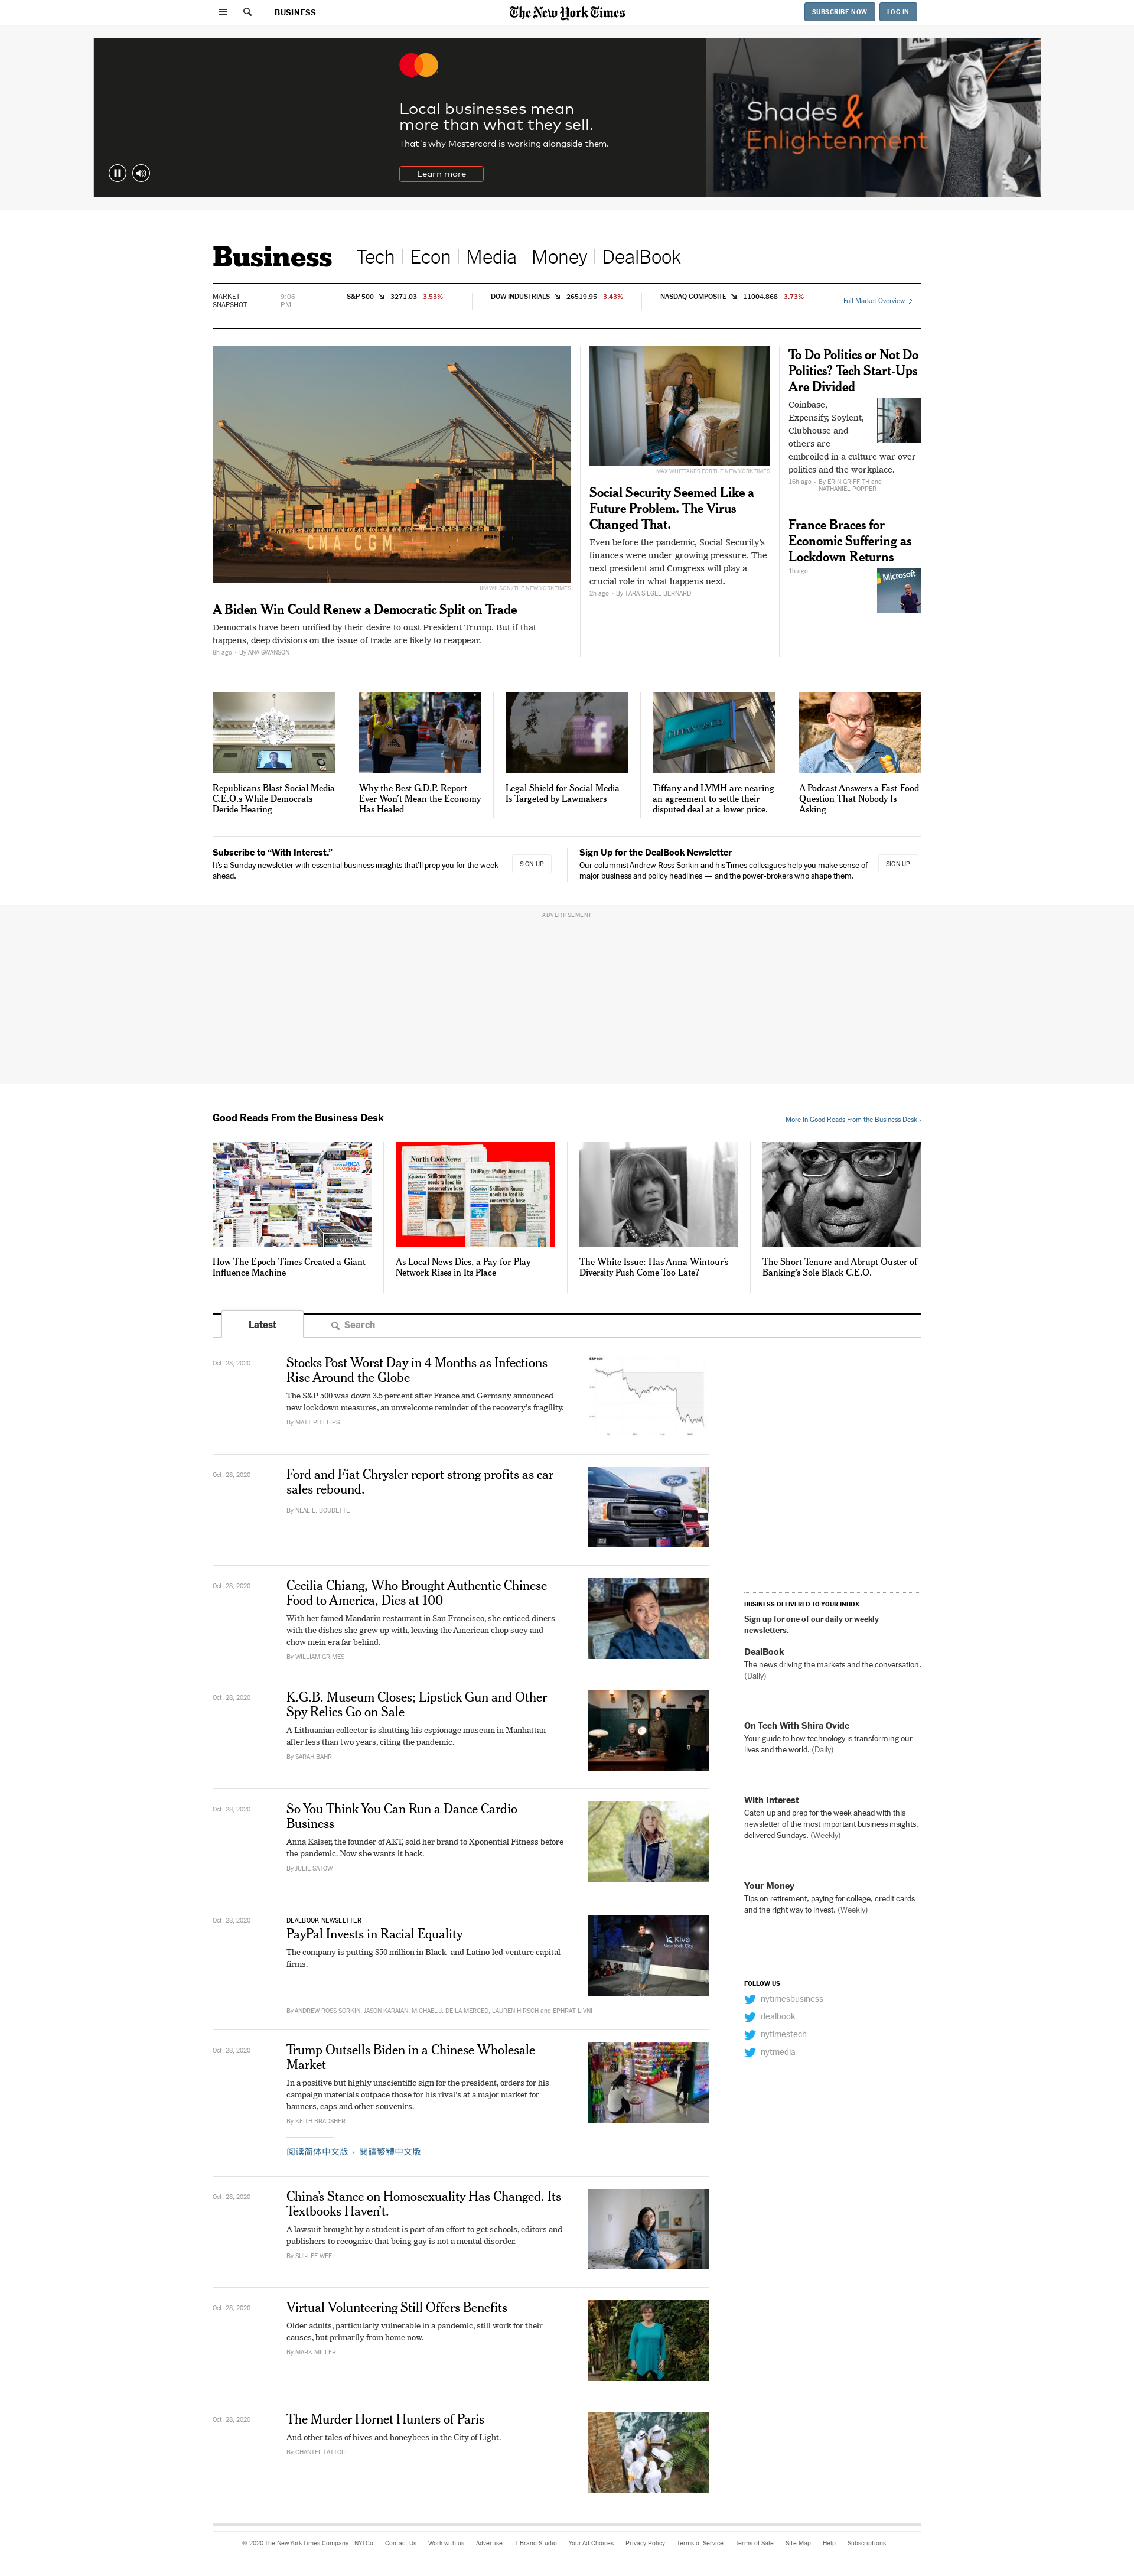 BUSINESS
The New York Times
SUBSCRIBE NOW
LOG IN
Local businesses mean
more than what they sell.
That's why Mastercard is working alongside them.
Learn more
Shades &
Enlightenment
Business
Tech
Econ
Media
Money
DealBook
MARKET
SNAPSHOT
9:06
P.M.
S&P 500 3271.03 -3.53%
DOW INDUSTRIALS 26519.95 -3.43%
NASDAQ COMPOSITE 11004.868 -3.73%
Full Market Overview
CMA CGM
JIM WILSON/THE NEW YORK TIMES
A Biden Win Could Renew a Democratic Split on Trade
Democrats have been unified by their desire to oust President Trump. But if that
happens, deep divisions on the issue of trade are likely to reappear.
8h ago • By ANA SWANSON
MAX WHITTAKER FOR THE NEW YORK TIMES
Social Security Seemed Like a
Future Problem. The Virus
Changed That.
Even before the pandemic, Social Security's
finances were under growing pressure. The
next president and Congress will play a
crucial role in what happens next.
2h ago • By TARA SIEGEL BERNARD
To Do Politics or Not Do
Politics? Tech Start-Ups
Are Divided
Coinbase,
Expensify, Soylent,
Clubhouse and
others are
embroiled in a culture war over
politics and the workplace.
16h ago • By ERIN GRIFFITH and
NATHANIEL POPPER
France Braces for
Economic Suffering as
Lockdown Returns
1h ago
Microsoft
Republicans Blast Social Media
C.E.O.s While Democrats
Deride Hearing
Why the Best G.D.P. Report
Ever Won't Mean the Economy
Has Healed
Legal Shield for Social Media
Is Targeted by Lawmakers
TIFFANY & CO.
Tiffany and LVMH are nearing
an agreement to settle their
disputed deal at a lower price.
A Podcast Answers a Fast-Food
Question That Nobody Is
Asking
Subscribe to “With Interest.”
It's a Sunday newsletter with essential business insights that'll prep you for the week
ahead.
SIGN UP
Sign Up for the DealBook Newsletter
Our columnist Andrew Ross Sorkin and his Times colleagues help you make sense of
major business and policy headlines — and the power-brokers who shape them.
SIGN UP
ADVERTISEMENT
Good Reads From the Business Desk
More in Good Reads From the Business Desk »
How The Epoch Times Created a Giant
Influence Machine
North Cook News
DuPage Policy Journal
As Local News Dies, a Pay-for-Play
Network Rises in Its Place
The White Issue: Has Anna Wintour's
Diversity Push Come Too Late?
The Short Tenure and Abrupt Ouster of
Banking's Sole Black C.E.O.
Latest
Search
Oct. 28, 2020
Stocks Post Worst Day in 4 Months as Infections
Rise Around the Globe
The S&P 500 was down 3.5 percent after France and Germany announced
new lockdown measures, an unwelcome reminder of the recovery's fragility.
By MATT PHILLIPS
S&P 500
Oct. 28, 2020
Ford and Fiat Chrysler report strong profits as car
sales rebound.
By NEAL E. BOUDETTE
Ford
Oct. 28, 2020
Cecilia Chiang, Who Brought Authentic Chinese
Food to America, Dies at 100
With her famed Mandarin restaurant in San Francisco, she enticed diners
with the dishes she grew up with, leaving the American chop suey and
chow mein era far behind.
By WILLIAM GRIMES
Oct. 28, 2020
K.G.B. Museum Closes; Lipstick Gun and Other
Spy Relics Go on Sale
A Lithuanian collector is shutting his espionage museum in Manhattan
after less than two years, citing the pandemic.
By SARAH BAHR
Oct. 28, 2020
So You Think You Can Run a Dance Cardio
Business
Anna Kaiser, the founder of AKT, sold her brand to Xponential Fitness before
the pandemic. Now she wants it back.
By JULIE SATOW
Oct. 28, 2020
DEALBOOK NEWSLETTER
PayPal Invests in Racial Equality
The company is putting $50 million in Black- and Latino-led venture capital
firms.
By ANDREW ROSS SORKIN, JASON KARAIAN, MICHAEL J. DE LA MERCED, LAUREN HIRSCH and EPHRAT LIVNI
Kiva
New York City
Oct. 28, 2020
Trump Outsells Biden in a Chinese Wholesale
Market
In a positive but highly unscientific sign for the president, orders for his
campaign materials outpace those for his rival's at a major market for
banners, caps and other souvenirs.
By KEITH BRADSHER
阅读简体中文版 • 閱讀繁體中文版
Oct. 28, 2020
China's Stance on Homosexuality Has Changed. Its
Textbooks Haven't.
A lawsuit brought by a student is part of an effort to get schools, editors and
publishers to recognize that being gay is not a mental disorder.
By SUI-LEE WEE
Oct. 28, 2020
Virtual Volunteering Still Offers Benefits
Older adults, particularly vulnerable in a pandemic, still work for their
causes, but primarily from home now.
By MARK MILLER
Oct. 28, 2020
The Murder Hornet Hunters of Paris
And other tales of hives and honeybees in the City of Light.
By CHANTEL TATTOLI
BUSINESS DELIVERED TO YOUR INBOX
Sign up for one of our daily or weekly
newsletters.
DealBook
The news driving the markets and the conversation.
(Daily)
On Tech With Shira Ovide
Your guide to how technology is transforming our
lives and the world. (Daily)
With Interest
Catch up and prep for the week ahead with this
newsletter of the most important business insights,
delivered Sundays. (Weekly)
Your Money
Tips on retirement, paying for college, credit cards
and the right way to invest. (Weekly)
FOLLOW US
nytimesbusiness
dealbook
nytimestech
nytmedia
© 2020 The New York Times Company
NYTCo
Contact Us
Work with us
Advertise
T Brand Studio
Your Ad Choices
Privacy Policy
Terms of Service
Terms of Sale
Site Map
Help
Subscriptions